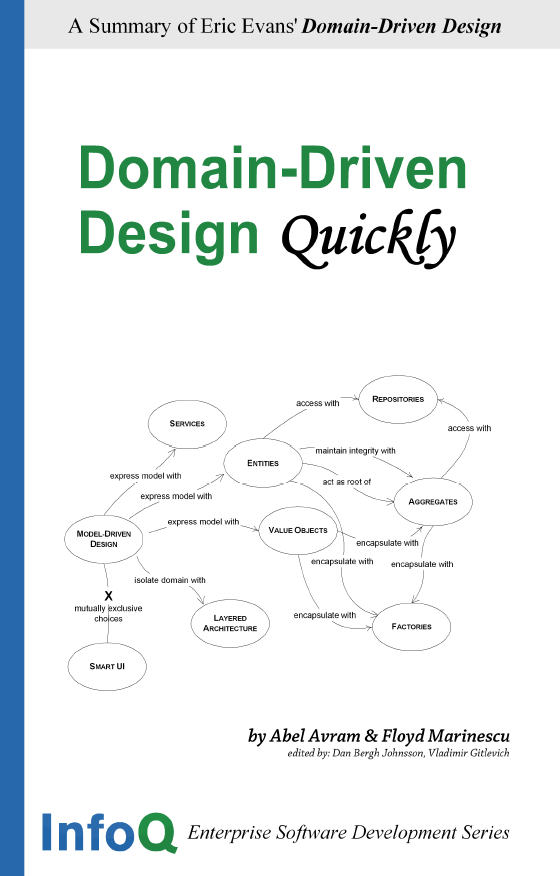 A Summary of Eric Evans' Domain-Driven Design
Domain-Driven
Design Quickly
REPOSITORIES
access with
SERVICES
access with
maintain integrity with
ENTITIES
express model with
act as root of
express model with
AGGREGATES
express model with
VALUE OBJECTS
MODEL-DRIVEN
DESIGN
encapsulate with
encapsulate with
encapsulate with
isolate domain with
X
mutually exclusive
choices
encapsulate with
LAYERED
ARCHITECTURE
FACTORIES
SMART UI
by Abel Avram & Floyd Marinescu
edited by: Dan Bergh Johnsson, Vladimir Gitlevich
InfoQ Enterprise Software Development Series